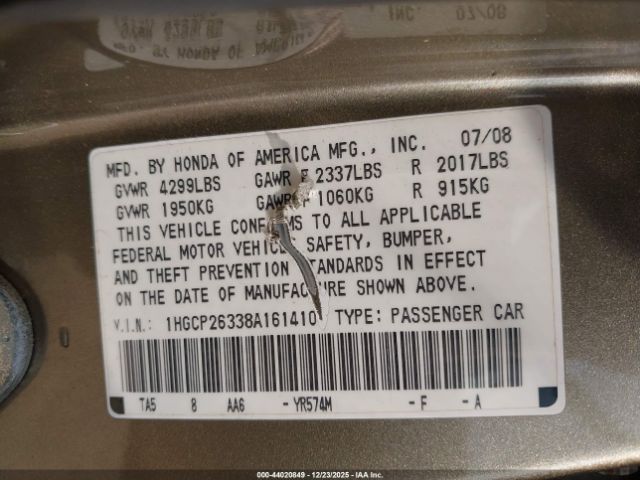 INC. 07/08
MFD. BY HONDA OF AMERICA MFG., INC. 07/08
GVWR 4299LBS GAWR F 2337LBS R 2017LBS
GVWR 1950KG GAWR 1060KG R 915KG
THIS VEHICLE CONFORMS TO ALL APPLICABLE
FEDERAL MOTOR VEHICLE SAFETY, BUMPER,
AND THEFT PREVENTION STANDARDS IN EFFECT
ON THE DATE OF MANUFACTURE SHOWN ABOVE.
V.I.N.: 1HGCP26338A161410 TYPE: PASSENGER CAR
TA5 8 AA6 -YR574M -F -A
000-44020849 - 12/23/2025 - IAA Inc.